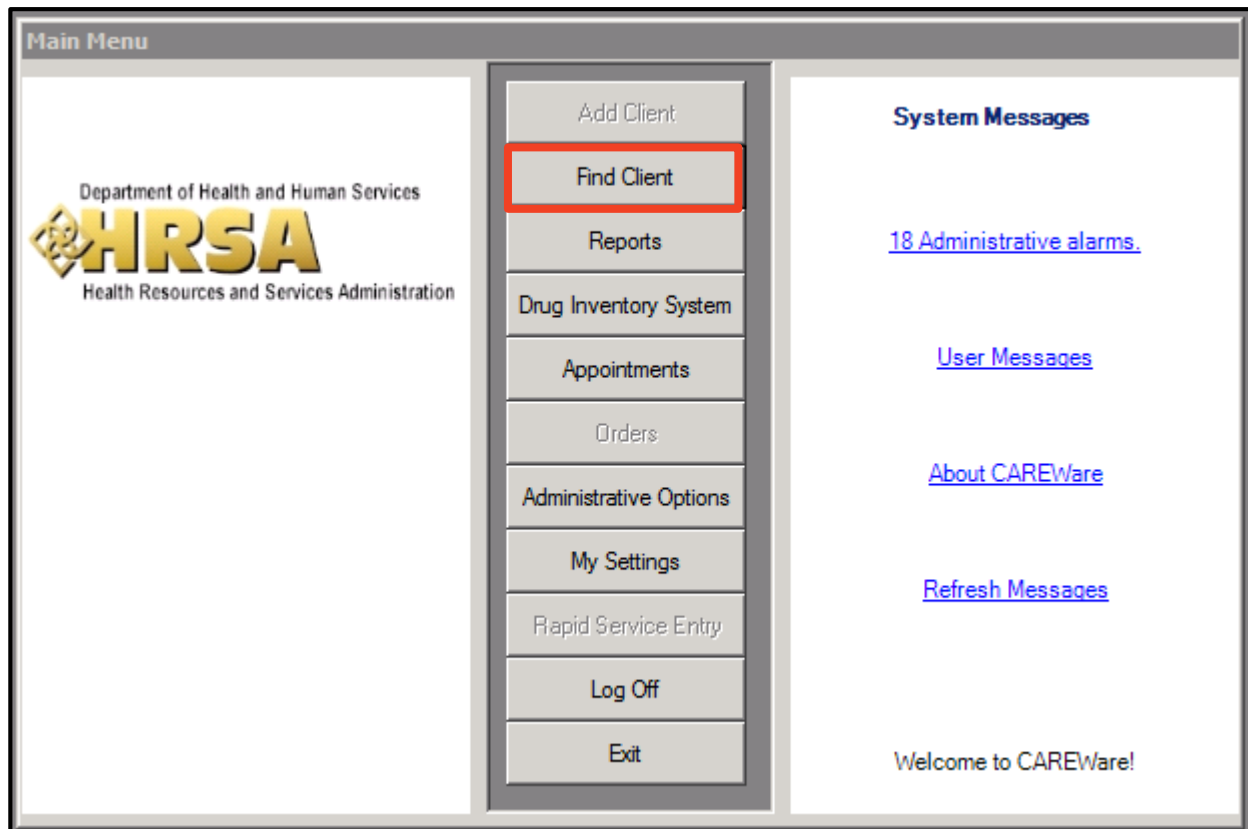 Main Menu
Department of Health and Human Services
HRSA
Health Resources and Services Administration
Add Client
Find Client
Reports
Drug Inventory System
Appointments
Orders
Administrative Options
My Settings
Rapid Service Entry
Log Off
Exit
System Messages
18 Administrative alarms.
User Messages
About CAREWare
Refresh Messages
Welcome to CAREWare!